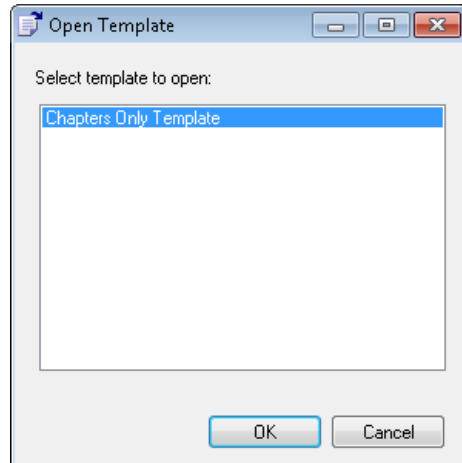 Open Template
Select template to open:
Chapters Only Template
OK
Cancel